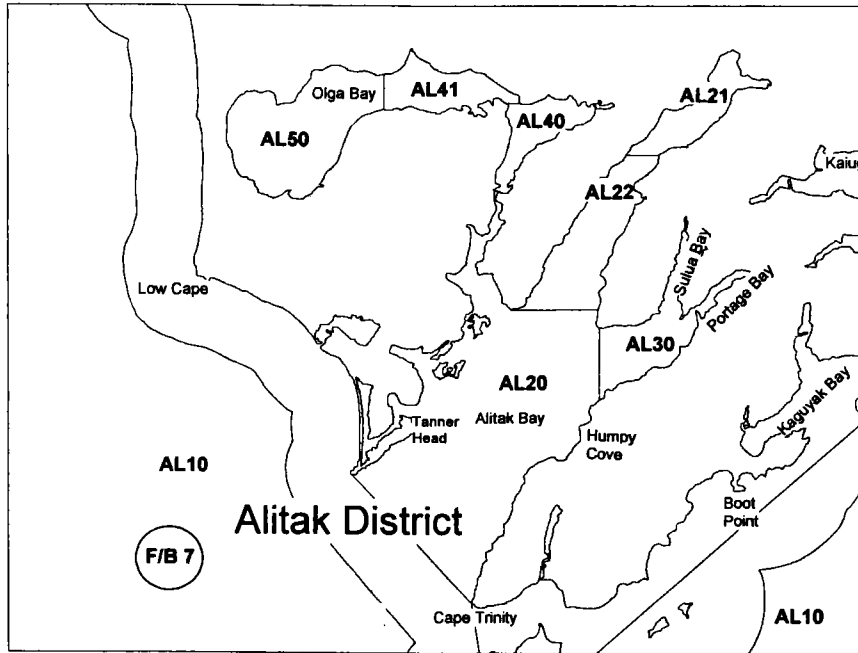 Olga Bay
AL41
AL21
AL50
AL40
AL22
Sulua Bay
Portage Bay
Low Cape
AL30
AL20
Kaguyak Bay
Tanner
Head
Alitak Bay
Humpy
Cove
AL10
Boot
Point
Alitak District
F/B 7
Cape Trinity
AL10